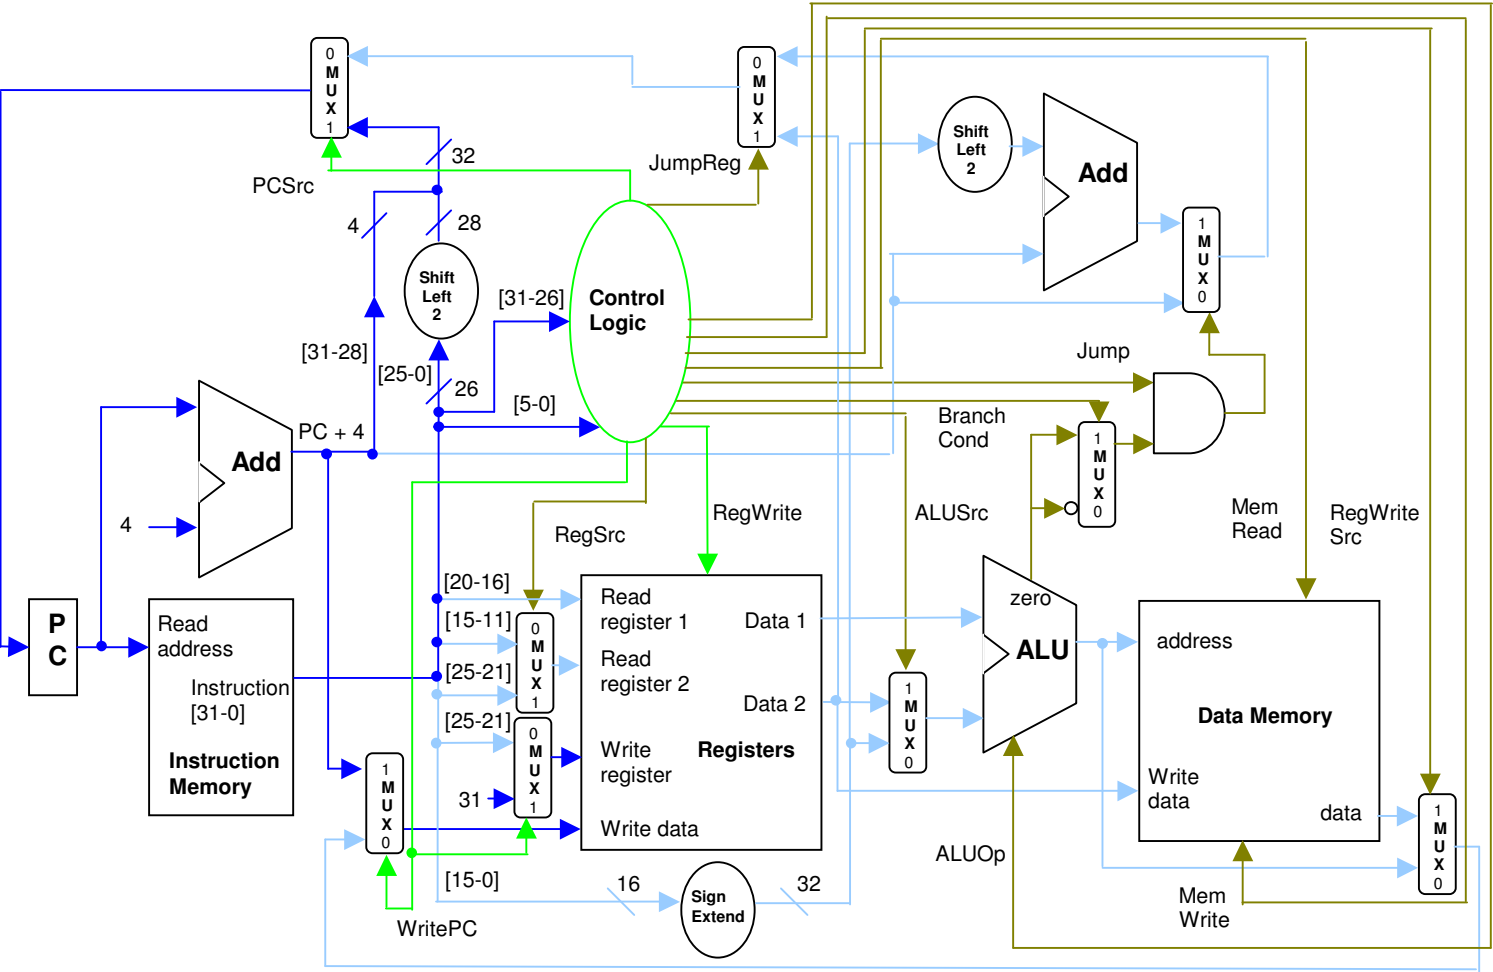 0
M
U
X
1
PCSrc
32
4
28
Shift
Left
2
[31-28]
[25-0]
26
[31-26]
[5-0]
Control
Logic
JumpReg
0
M
U
X
1
Shift
Left
2
Add
1
M
U
X
0
Jump
Branch
Cond
1
M
U
X
0
Add
PC + 4
4
P
C
Read
address
Instruction
[31-0]
Instruction
Memory
1
M
U
X
0
WritePC
RegSrc
RegWrite
ALUSrc
Mem
Read
RegWrite
Src
[20-16]
[15-11]
[25-21]
[25-21]
31
[15-0]
0
M
U
X
1
0
M
U
X
1
Read
register 1
Read
register 2
Write
register
Write data
Data 1
Data 2
Registers
16
Sign
Extend
32
1
M
U
X
0
zero
ALU
ALUOp
address
Data Memory
Write
data
data
Mem
Write
1
M
U
X
0